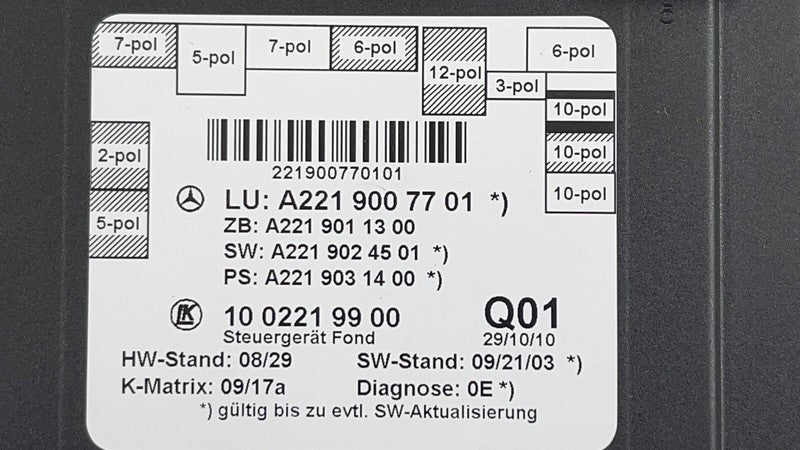 7-pol
5-pol
7-pol
6-pol
12-pol
3-pol
6-pol
10-pol
10-pol
10-pol
2-pol
5-pol
221900770101
LU: A221 900 77 01 *)
ZB: A221 901 13 00
SW: A221 902 45 01 *)
PS: A221 903 14 00 *)
LK 10 0221 99 00 Q01
Steuergerät Fond 29/10/10
HW-Stand: 08/29 SW-Stand: 09/21/03 *)
K-Matrix: 09/17a Diagnose: 0E *)
*) gültig bis zu evtl. SW-Aktualisierung